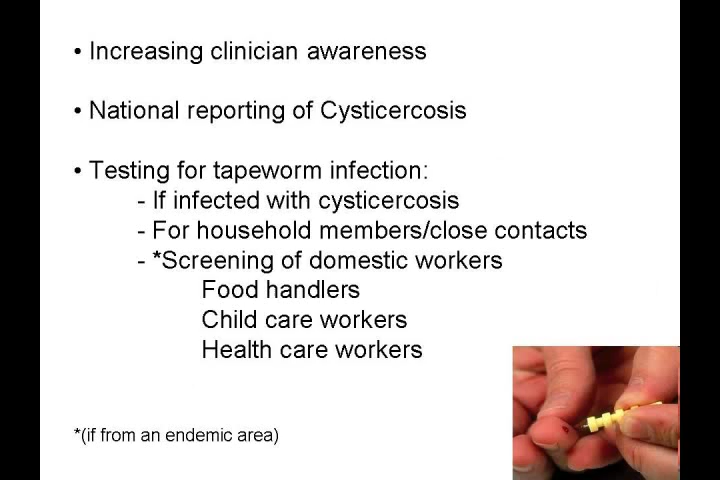 • Increasing clinician awareness
• National reporting of Cysticercosis
• Testing for tapeworm infection:
- If infected with cysticercosis
- For household members/close contacts
- *Screening of domestic workers
Food handlers
Child care workers
Health care workers
*(if from an endemic area)